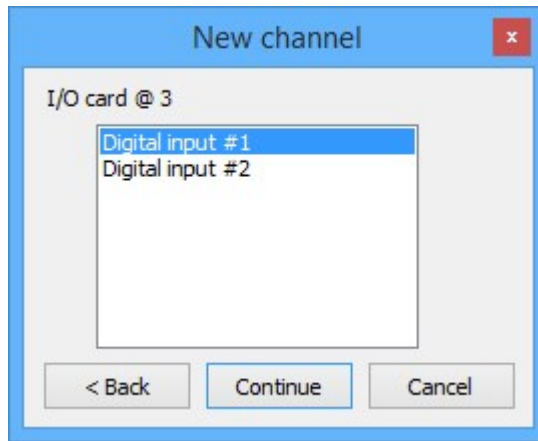 New channel
x
I/O card @ 3
Digital input #1
Digital input #2
< Back Continue Cancel